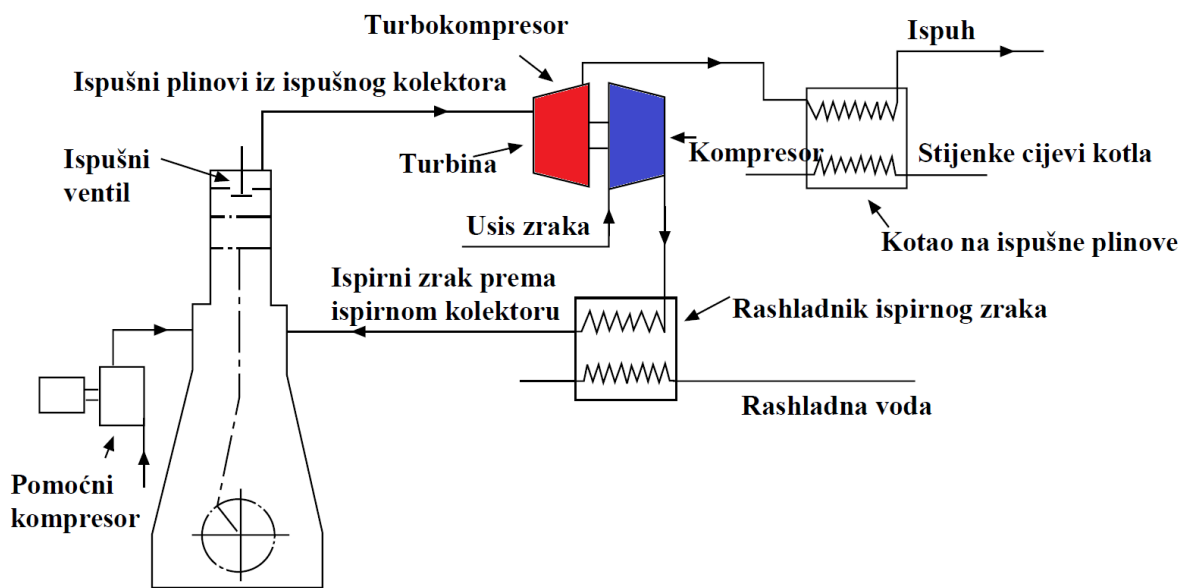 Turbokompresor
Ispuh
Ispušni plinovi iz ispušnog kolektora
Ispušni
ventil
Turbina
Kompresor
Stijenke cijevi kotla
Usis zraka
Kotao na ispušne plinove
Ispirni zrak prema
ispirnom kolektoru
Rashladnik ispirnog zraka
Rashladna voda
Pomoćni
kompresor